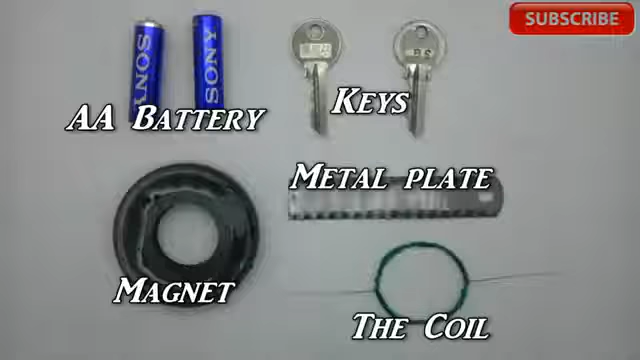 SUBSCRIBE
SONY
SONY
AA Battery
Keys
Metal plate
Magnet
The Coil